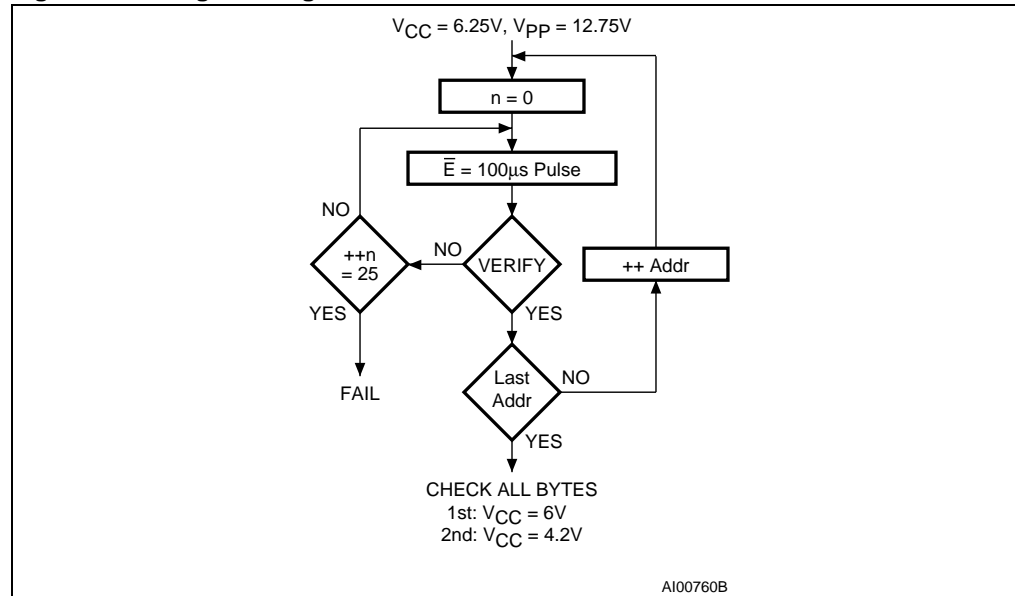 VCC = 6.25V, VPP = 12.75V
n = 0
E̅ = 100μs Pulse
NO
++n
= 25
NO
VERIFY
++ Addr
YES
YES
FAIL
Last
Addr
NO
YES
CHECK ALL BYTES
1st: VCC = 6V
2nd: VCC = 4.2V
AI00760B